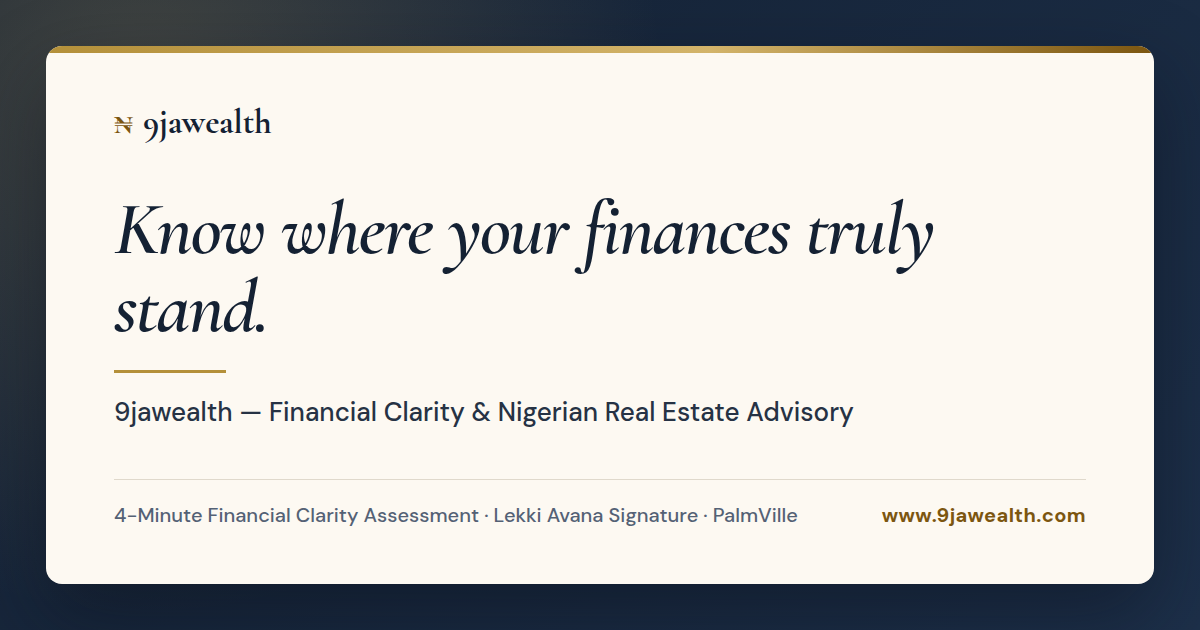 ₦ 9jawealth
Know where your finances truly
stand.
9jawealth — Financial Clarity & Nigerian Real Estate Advisory
4-Minute Financial Clarity Assessment · Lekki Avana Signature · PalmVille
www.9jawealth.com